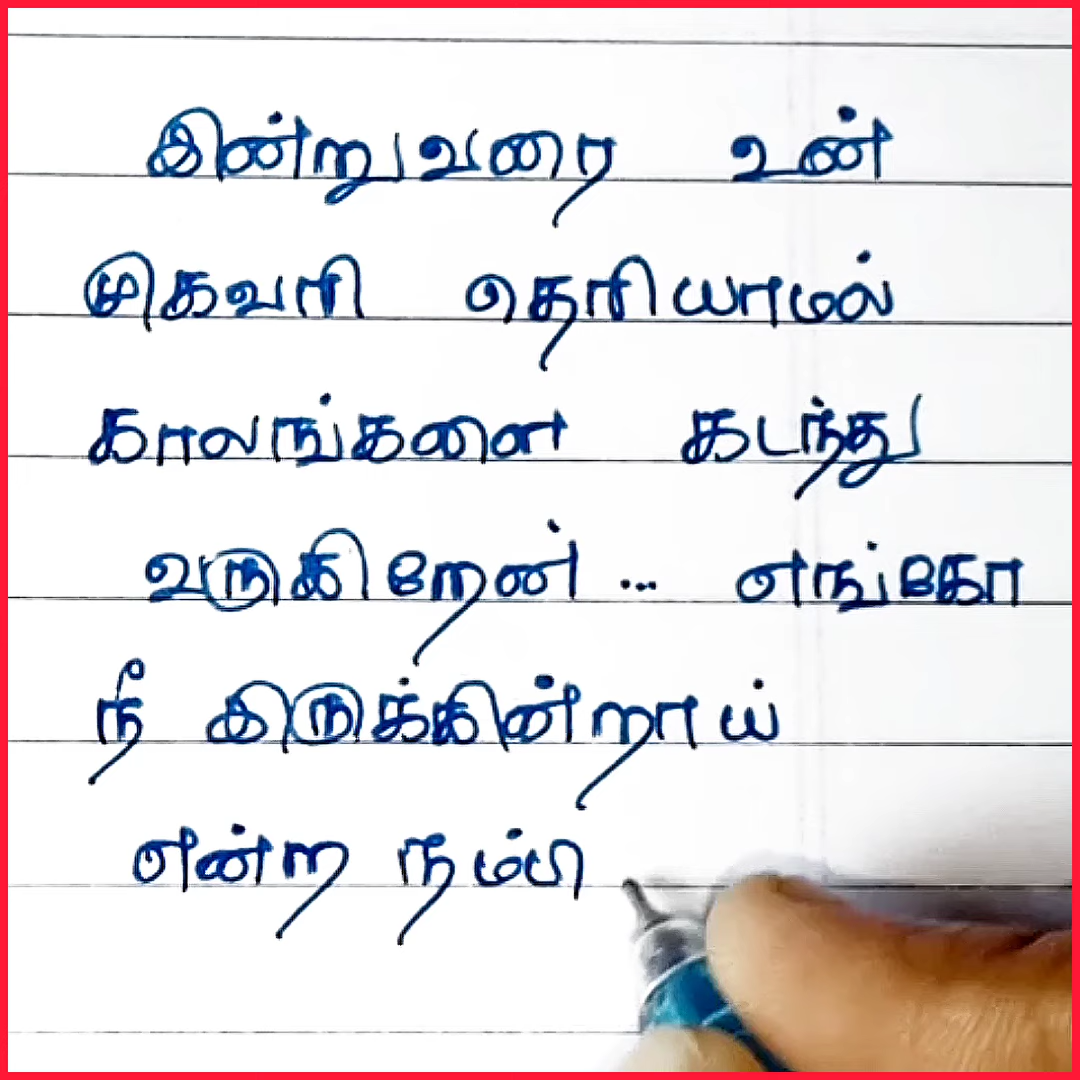 இன்றுவரை உன்
முகவரி தெரியாமல்
காலங்களை கடந்து
வருகிறேன்... எங்கோ
நீ இருக்கின்றாய்
என்ற நம்பி